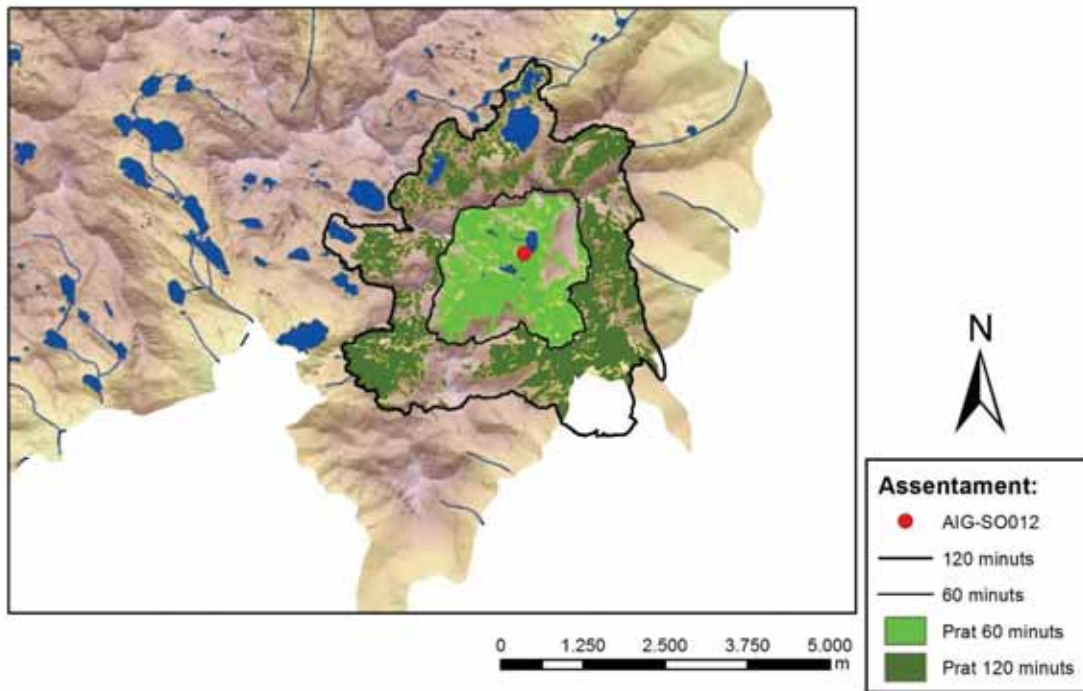 N
Assentament:
AIG-SO012
120 minuts
60 minuts
Prat 60 minuts
Prat 120 minuts
0 1.250 2.500 3.750 5.000
m